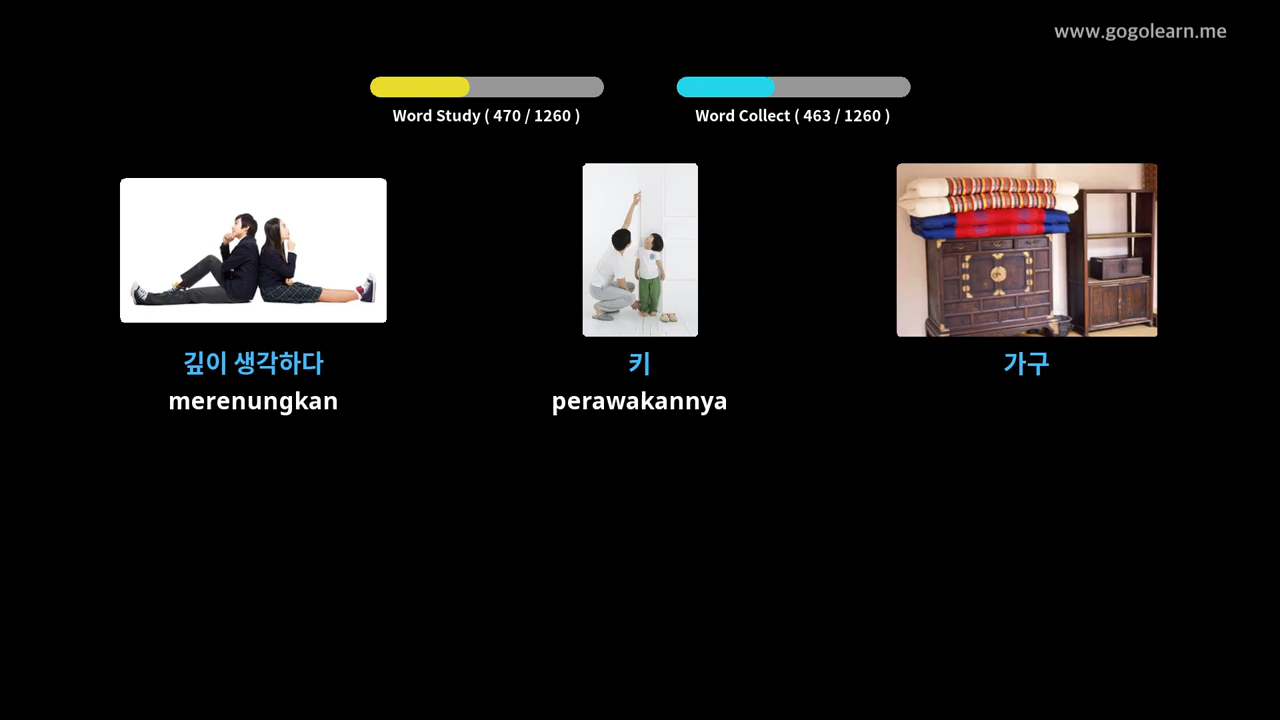 www.gogolearn.me
Word Study ( 470 / 1260 )
Word Collect ( 463 / 1260 )
깊이 생각하다
merenungkan
키
perawakannya
가구